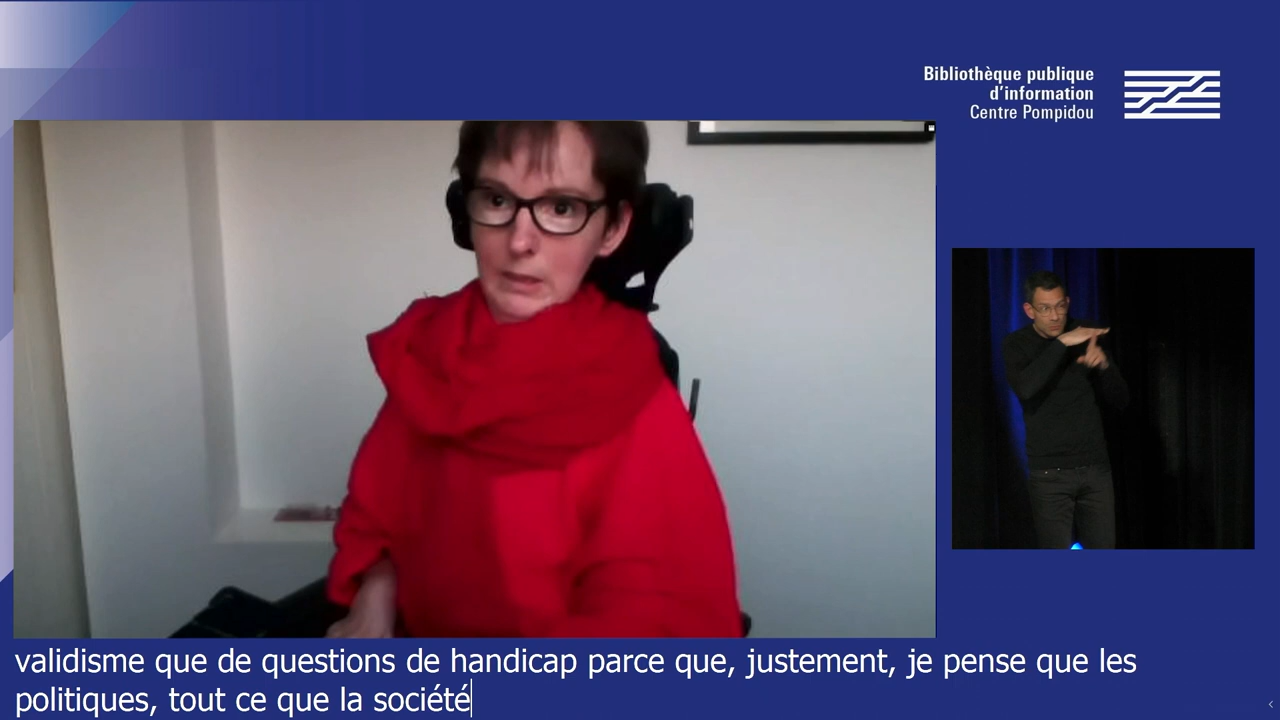 Bibliothèque publique
d'information
Centre Pompidou
validisme que de questions de handicap parce que, justement, je pense que les
politiques, tout ce que la société